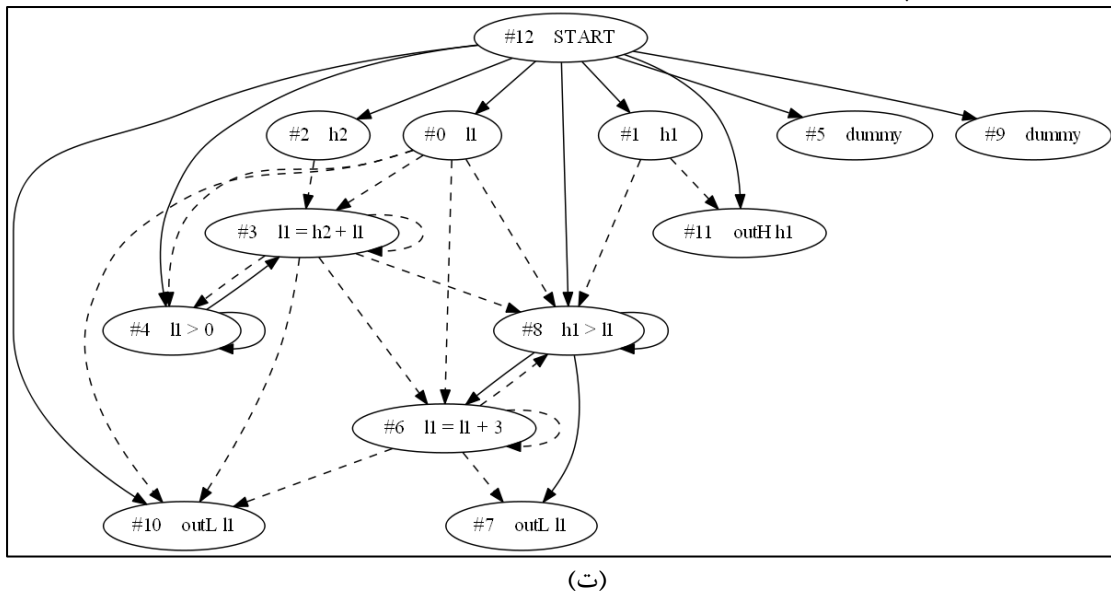 #12 START
#2 h2
#0 l1
#1 h1
#5 dummy
#9 dummy
#3 l1 = h2 + l1
#11 outH h1
#4 l1 > 0
#8 h1 > l1
#6 l1 = l1 + 3
#10 outL l1
#7 outL l1
(ت)